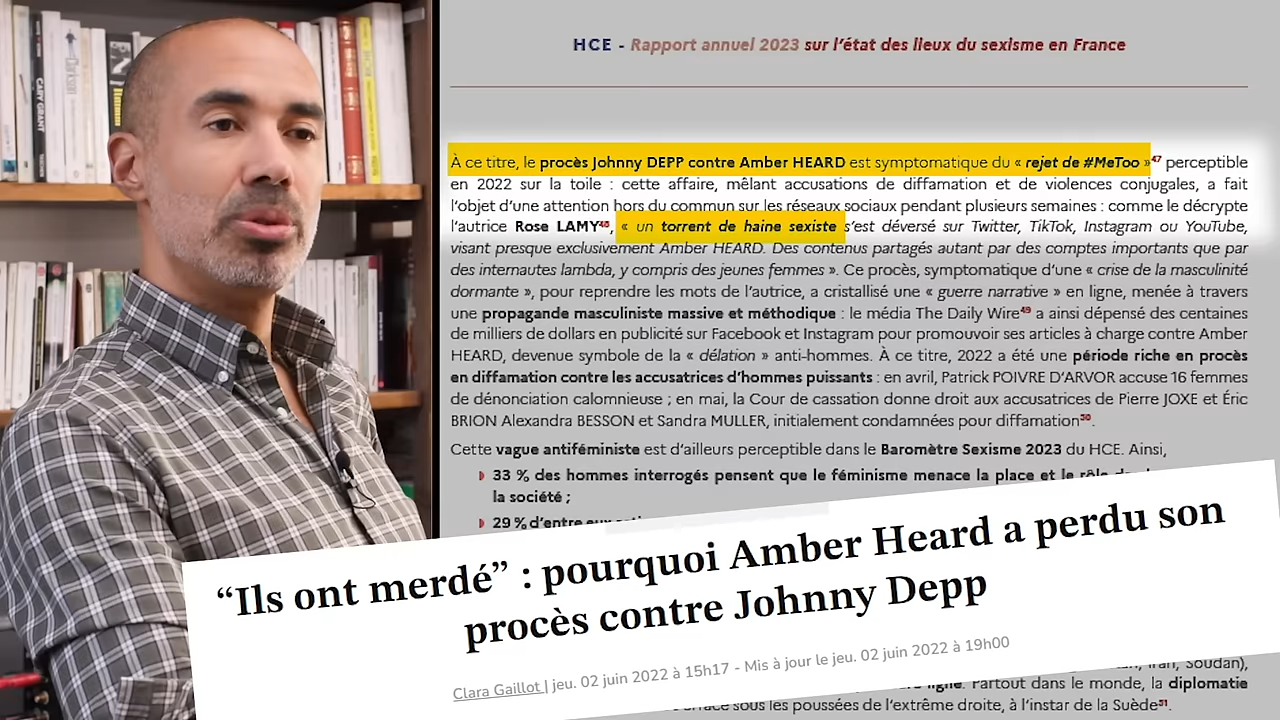 CARY GRANT
HCE - Rapport annuel 2023 sur l'état des lieux du sexisme en France
À ce titre, le procès Johnny DEPP contre Amber HEARD est symptomatique du « rejet de #MeToo »47 perceptible
en 2022 sur la toile : cette affaire, mêlant accusations de diffamation et de violences conjugales, a fait
l'objet d'une attention hors du commun sur les réseaux sociaux pendant plusieurs semaines : comme le décrypte
l'autrice Rose LAMY48, « un torrent de haine sexiste s'est déversé sur Twitter, TikTok, Instagram ou YouTube,
visant presque exclusivement Amber HEARD. Des contenus partagés autant par des comptes importants que par
des internautes lambda, y compris des jeunes femmes ». Ce procès, symptomatique d'une « crise de la masculinité
dormante », pour reprendre les mots de l'autrice, a cristallisé une « guerre narrative » en ligne, menée à travers
une propagande masculiniste massive et méthodique : le média The Daily Wire49 a ainsi dépensé des centaines
de milliers de dollars en publicité sur Facebook et Instagram pour promouvoir ses articles à charge contre Amber
HEARD, devenue symbole de la « délation » anti-hommes. À ce titre, 2022 a été une période riche en procès
en diffamation contre les accusatrices d'hommes puissants : en avril, Patrick POIVRE D'ARVOR accuse 16 femmes
de dénonciation calomnieuse ; en mai, la Cour de cassation donne droit aux accusatrices de Pierre JOXE et Éric
BRION Alexandra BESSON et Sandra MULLER, initialement condamnées pour diffamation50.
Cette vague antiféministe est d'ailleurs perceptible dans le Baromètre Sexisme 2023 du HCE. Ainsi,
33 % des hommes interrogés pensent que le féminisme menace la place et le rôle
la société ;
29 % d'entre eux
“Ils ont merdé” : pourquoi Amber Heard a perdu son
procès contre Johnny Depp
Clara Gaillot | jeu. 02 juin 2022 à 15h17 - Mis à jour le jeu. 02 juin 2022 à 19h00
Iran, Soudan),
ligne. Partout dans le monde, la diplomatie
sous les poussées de l'extrême droite, à l'instar de la Suède51.